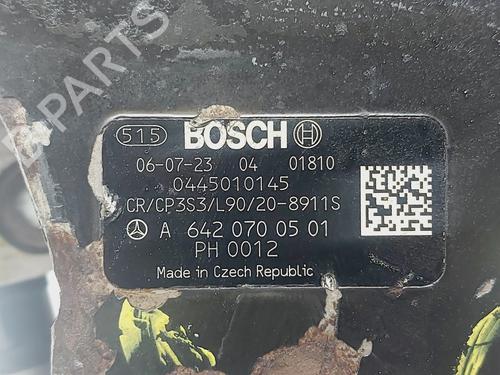 PARTS
515 BOSCH
06-07-23 04 01810
0445010145
CR/CP3S3/L90/20-8911S
A 642 070 05 01
PH 0012
Made in Czech Republic